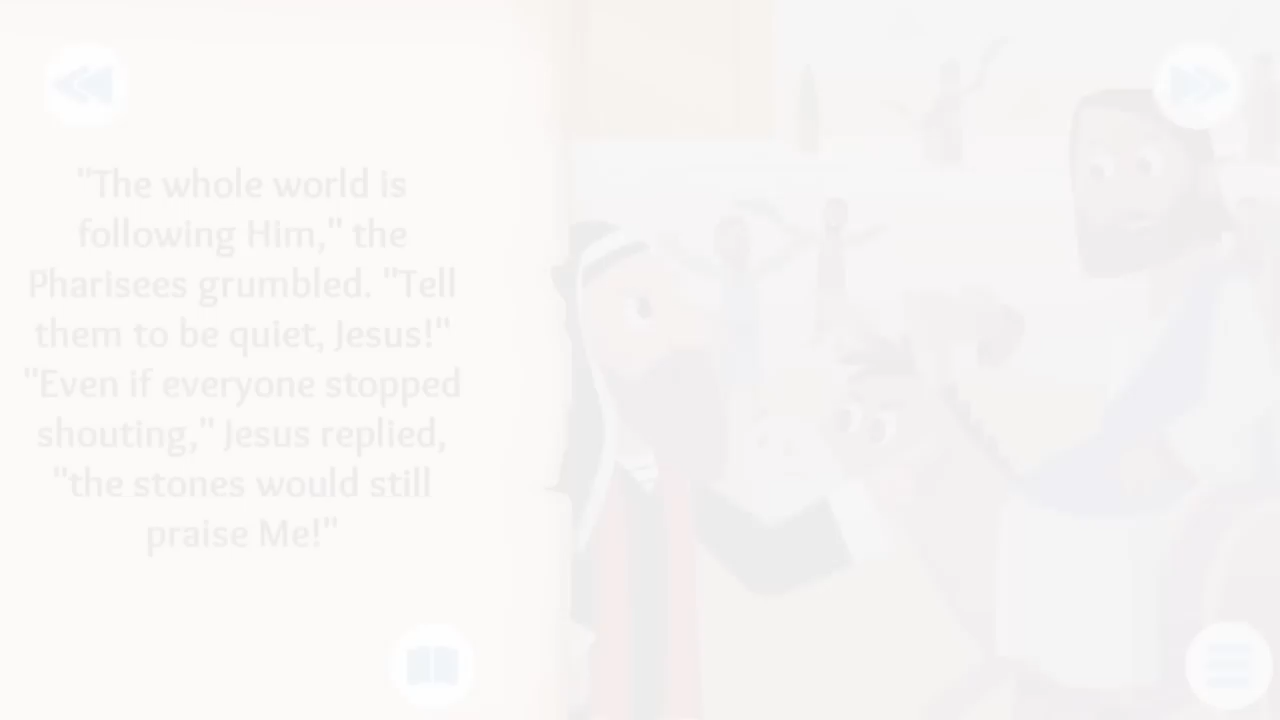 "The whole world is
following Him," the
Pharisees grumbled. "Tell
them to be quiet, Jesus!"
"Even if everyone stopped
shouting," Jesus replied,
"the stones would still
praise Me!"